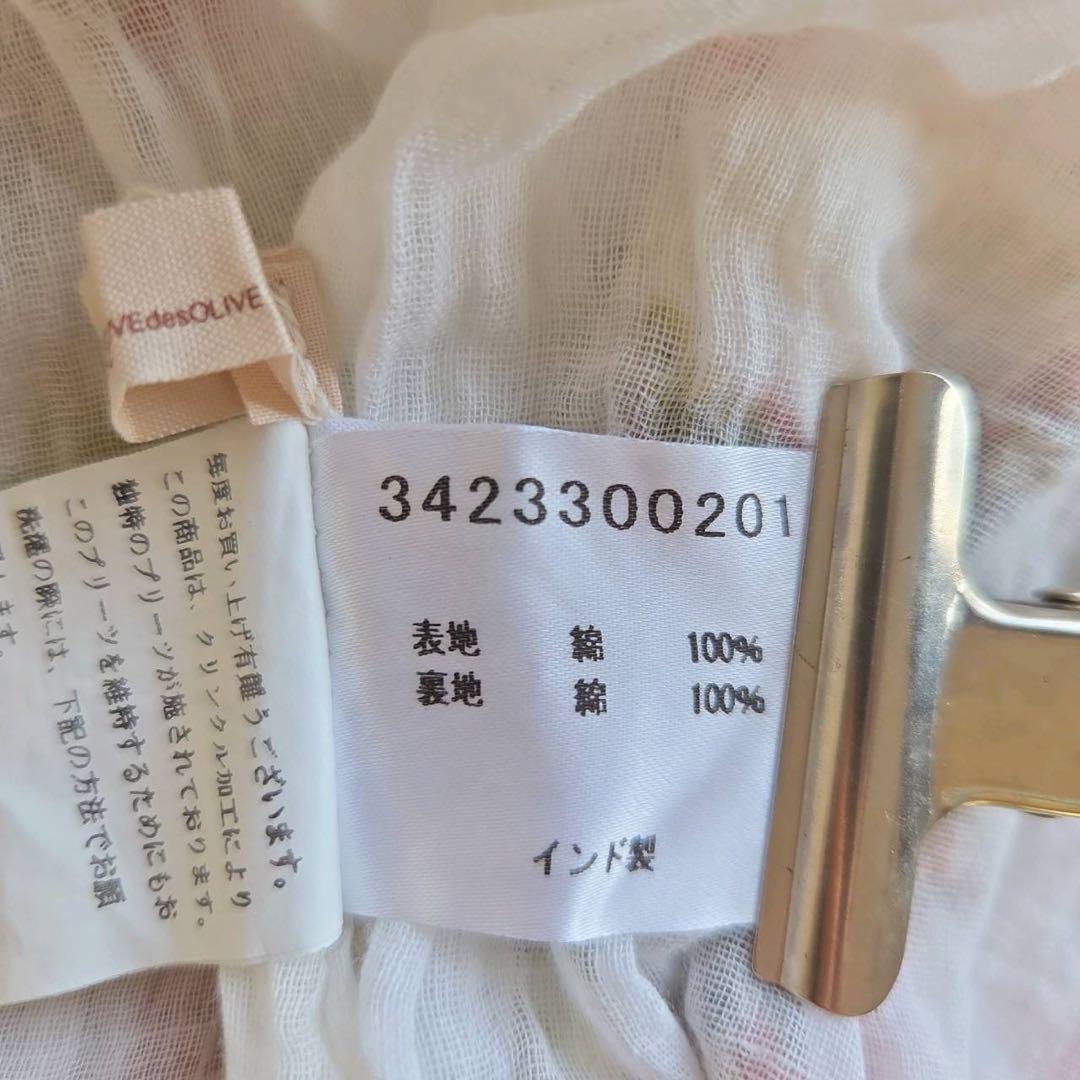 VEdesOLIVE
3423300201
表地 綿 100%
裏地 綿 100%
インド製
毎度お買い上げ有難うございます。
この商品は、クリンクル加工により
独特のプリーツが施されております。
このプリーツを維持するためにもお
洗濯の際には、下記の方法でお願
します。